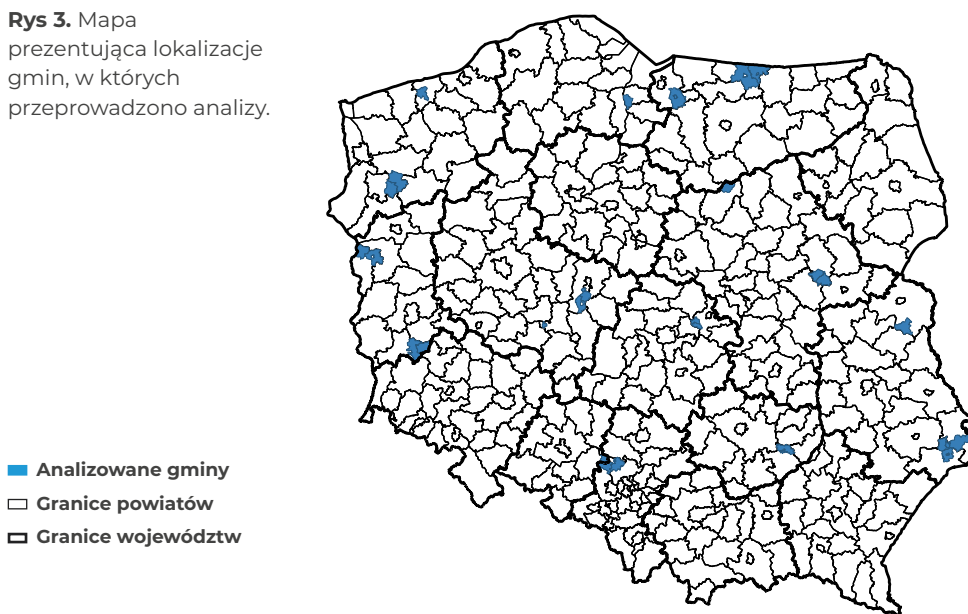 Rys 3. Mapa
prezentująca lokalizacje
gmin, w których
przeprowadzono analizy.
Analizowane gminy
Granice powiatów
Granice województw